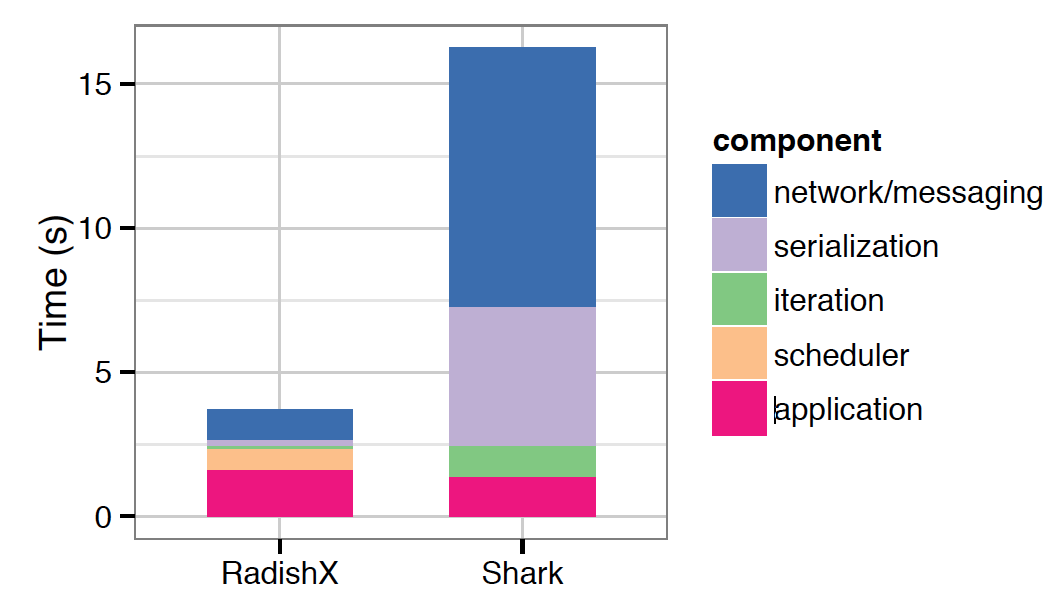 Time (s)
15
10
5
0
RadishX
Shark
component
network/messaging
serialization
iteration
scheduler
application